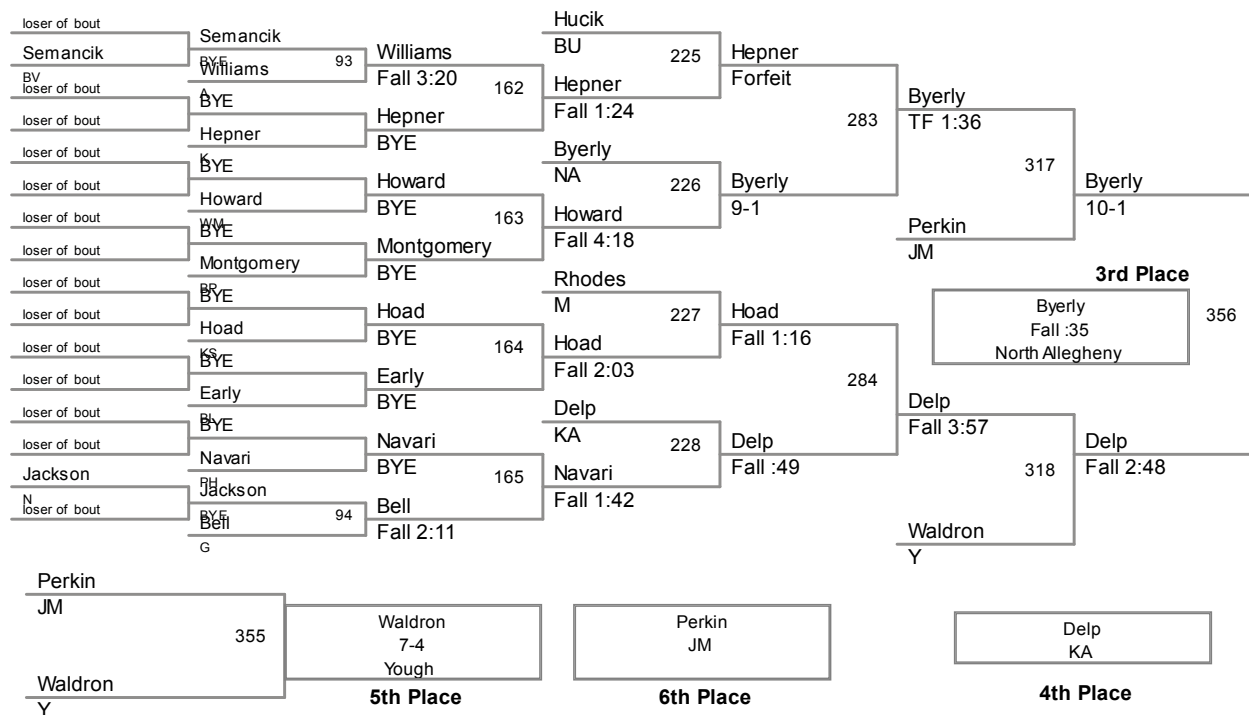 loser of bout
Semancik
BV
loser of bout
loser of bout
loser of bout
loser of bout
loser of bout
loser of bout
loser of bout
loser of bout
loser of bout
loser of bout
loser of bout
loser of bout
Jackson
N
loser of bout
Semancik
BYE
93
Williams
A
BYE
Hepner
K
BYE
Howard
WM
BYE
Montgomery
BR
BYE
Hoad
KS
BYE
Early
BL
BYE
Navari
PH
Jackson
BYE
94
Bell
G
Williams
Fall 3:20
162
Hepner
BYE
Howard
BYE
163
Montgomery
BYE
Hoad
BYE
164
Early
BYE
Navari
BYE
165
Bell
Fall 2:11
Hucik
BU
225
Hepner
Fall 1:24
Byerly
NA
226
Howard
Fall 4:18
Rhodes
M
227
Hoad
Fall 2:03
Delp
KA
228
Navari
Fall 1:42
Hepner
Forfeit
283
Byerly
9-1
Hoad
Fall 1:16
284
Delp
Fall :49
Byerly
TF 1:36
317
Perkin
JM
Delp
Fall 3:57
318
Waldron
Y
Byerly
10-1
3rd Place
Byerly
Fall :35
North Allegheny
356
Delp
Fall 2:48
Perkin
JM
355
Waldron
Y
Waldron
7-4
Yough
5th Place
Perkin
JM
6th Place
Delp
KA
4th Place